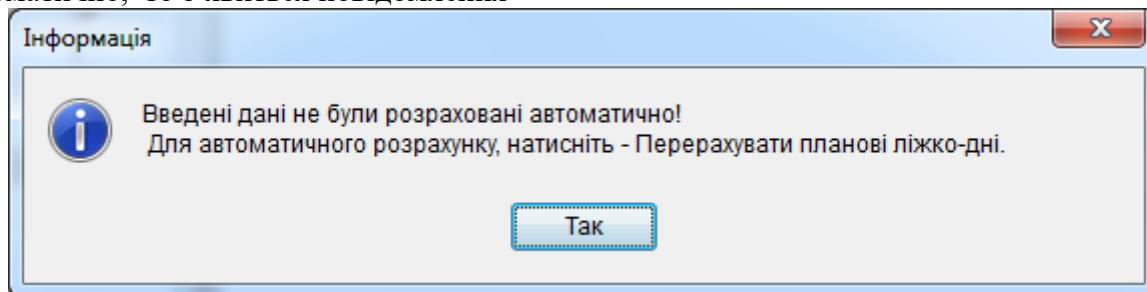 Інформація
Введені дані не були розраховані автоматично!
Для автоматичного розрахунку, натисніть - Перерахувати планові ліжко-дні.
Так